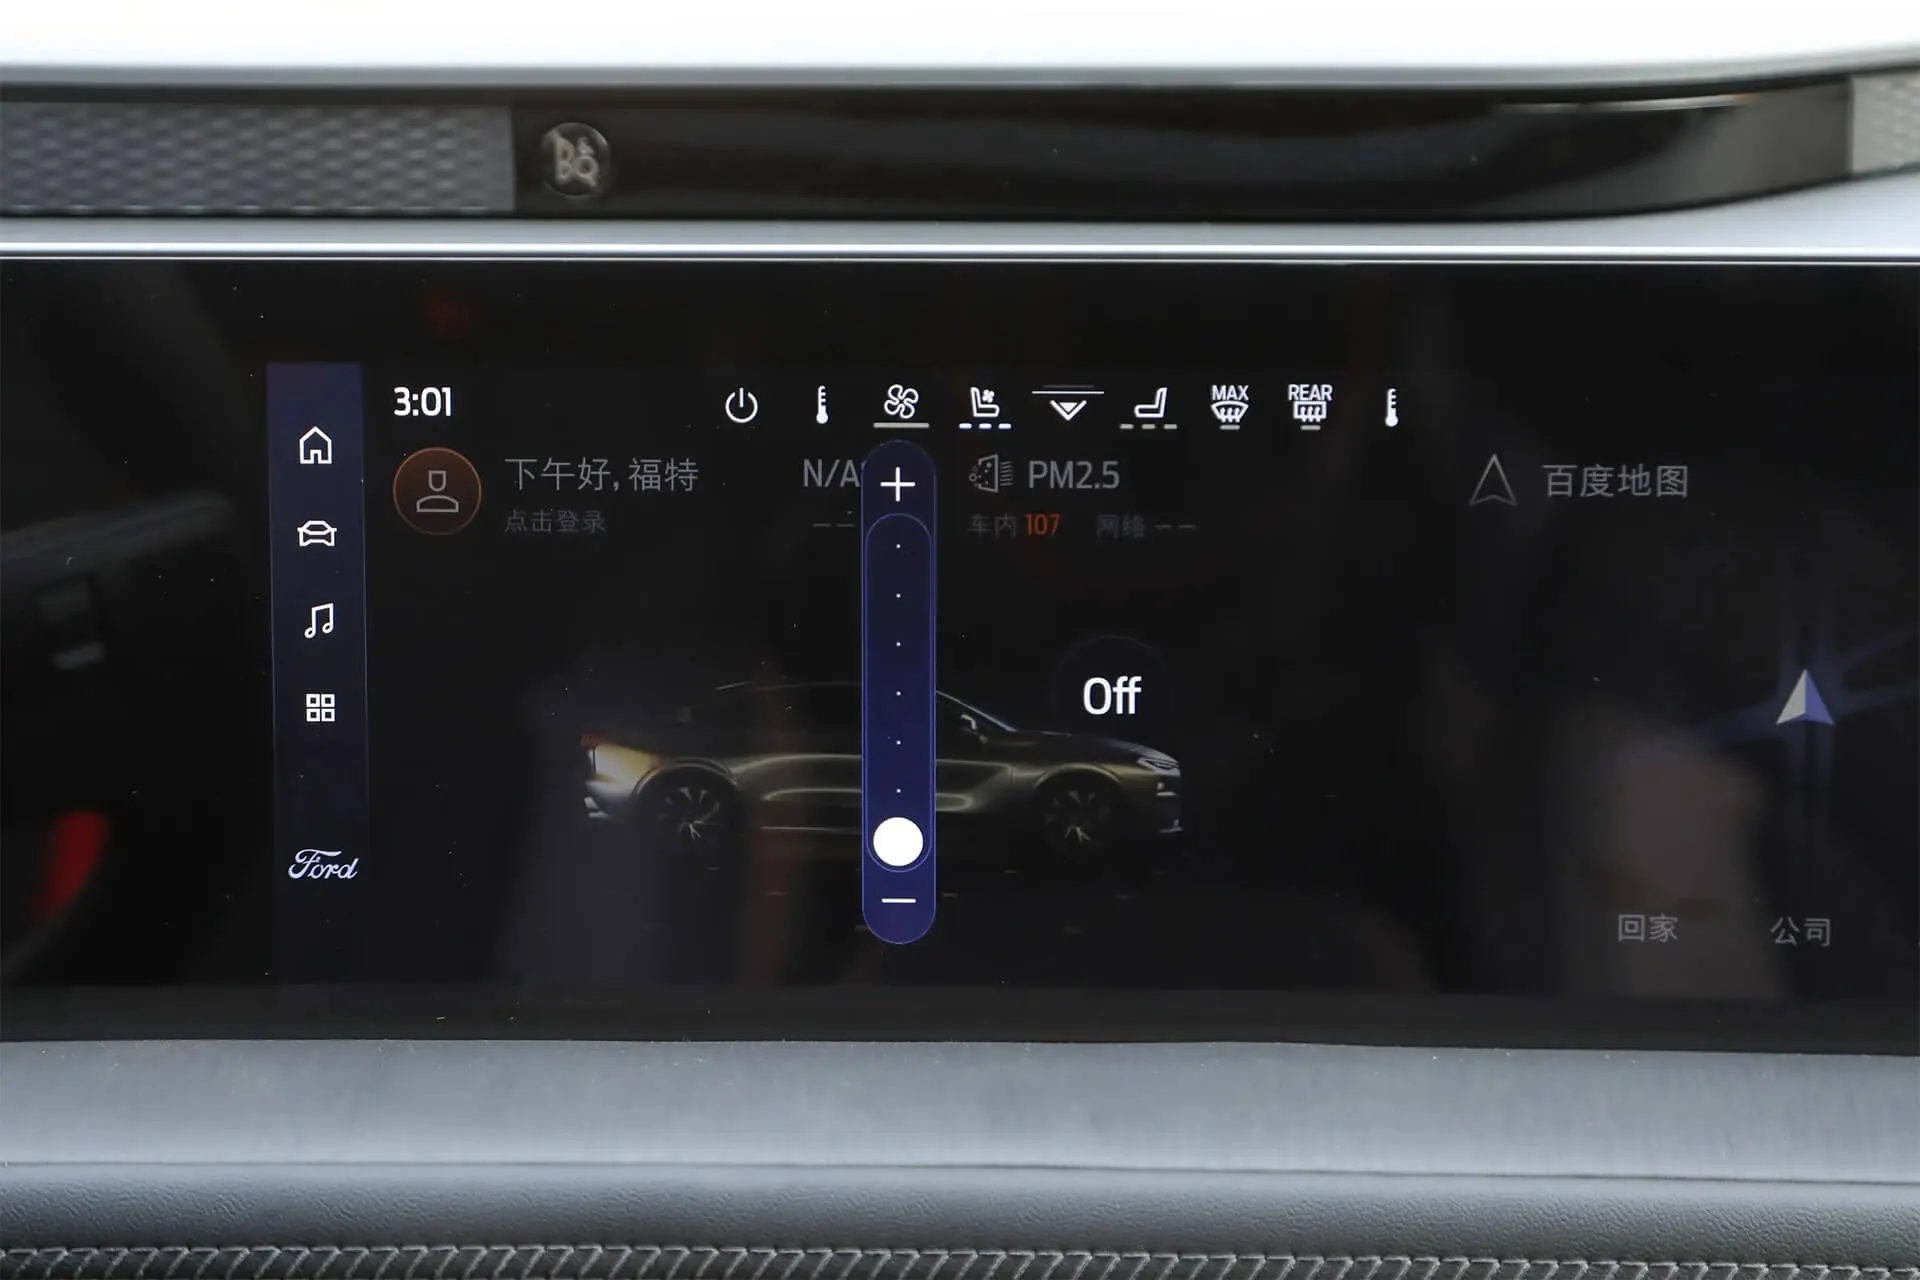 B&O
3:01
MAX
REAR
下午好,福特
N/A
PM2.5
百度地图
点击登录
--
车内 107 网络 --
Off
Ford
回家
公司